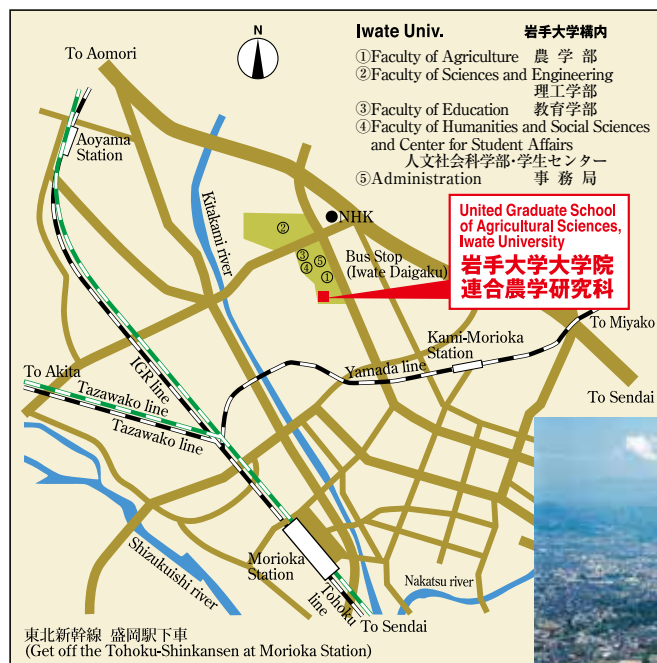 Iwate Univ. 岩手大学構内
①Faculty of Agriculture 農学部
②Faculty of Sciences and Engineering
理工学部
③Faculty of Education 教育学部
④Faculty of Humanities and Social Sciences
and Center for Student Affairs
人文社会科学部・学生センター
⑤Administration 事務局
N
To Aomori
Aoyama
Station
Kitakami river
②
NHK
③
④
⑤
①
Bus Stop
(Iwate Daigaku)
United Graduate School
of Agricultural Sciences,
Iwate University
岩手大学大学院
連合農学研究科
To Miyako
Kami-Morioka
Station
Yamada line
To Sendai
IGR line
To Akita
Tazawako line
Tazawako line
Shizukuishi river
Morioka
Station
Tohoku
line
Nakatsu river
To Sendai
東北新幹線 盛岡駅下車
(Get off the Tohoku-Shinkansen at Morioka Station)